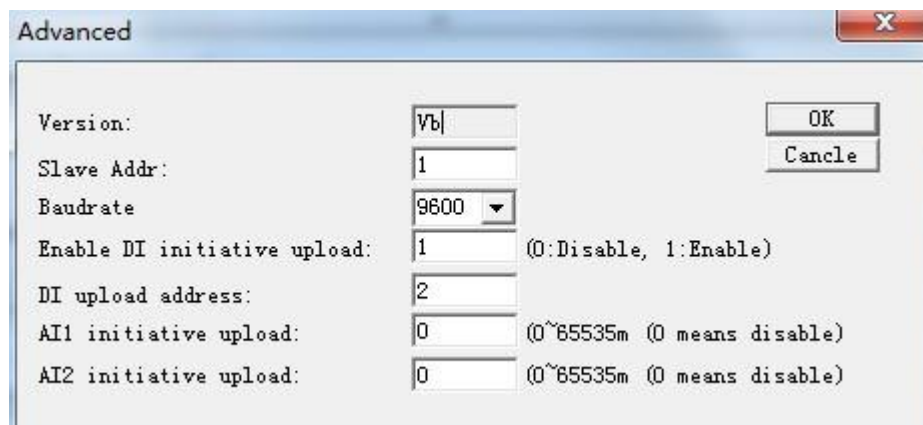 Advanced
Version: Vb OK
Slave Addr: 1 Cancle
Baudrate 9600
Enable DI initiative upload: 1 (0:Disable, 1:Enable)
DI upload address: 2
AI1 initiative upload: 0 (0~65535m (0 means disable)
AI2 initiative upload: 0 (0~65535m (0 means disable)